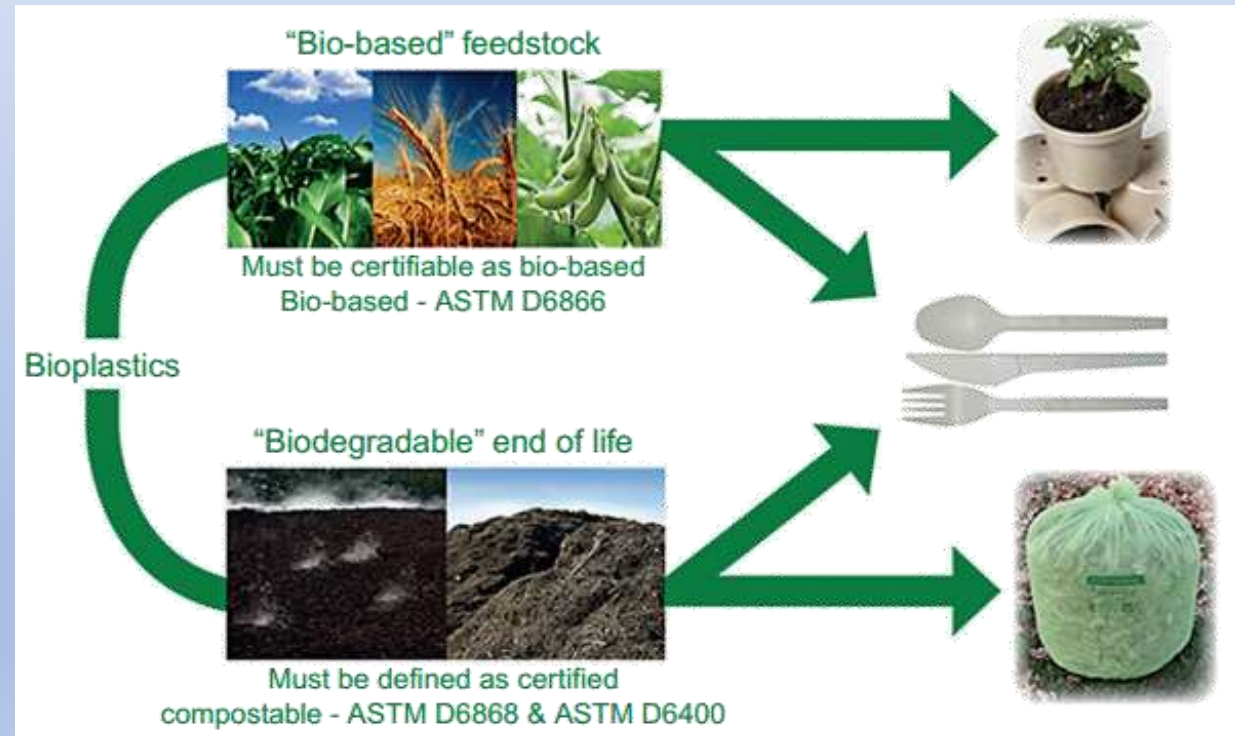 “Bio-based” feedstock
Must be certifiable as bio-based
Bio-based - ASTM D6866
Bioplastics
“Biodegradable” end of life
Must be defined as certified
compostable - ASTM D6868 & ASTM D6400